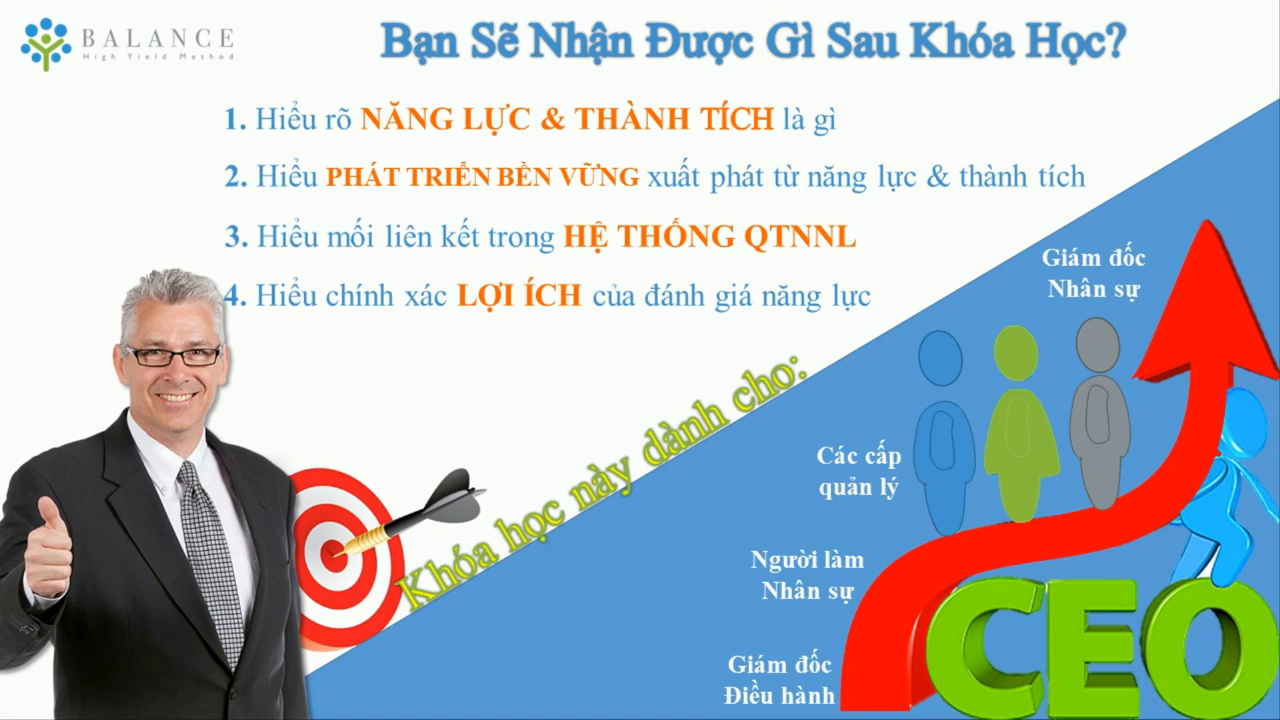 BALANCE
High Yield Method
Bạn Sẽ Nhận Được Gì Sau Khóa Học?
1. Hiểu rõ NĂNG LỰC & THÀNH TÍCH là gì
2. Hiểu PHÁT TRIỂN BỀN VỮNG xuất phát từ năng lực & thành tích
3. Hiểu mối liên kết trong HỆ THỐNG QTNNL
4. Hiểu chính xác LỢI ÍCH của đánh giá năng lực
Khóa học này dành cho:
Giám đốc
Nhân sự
Các cấp
quản lý
Người làm
Nhân sự
Giám đốc
Điều hành
CEO